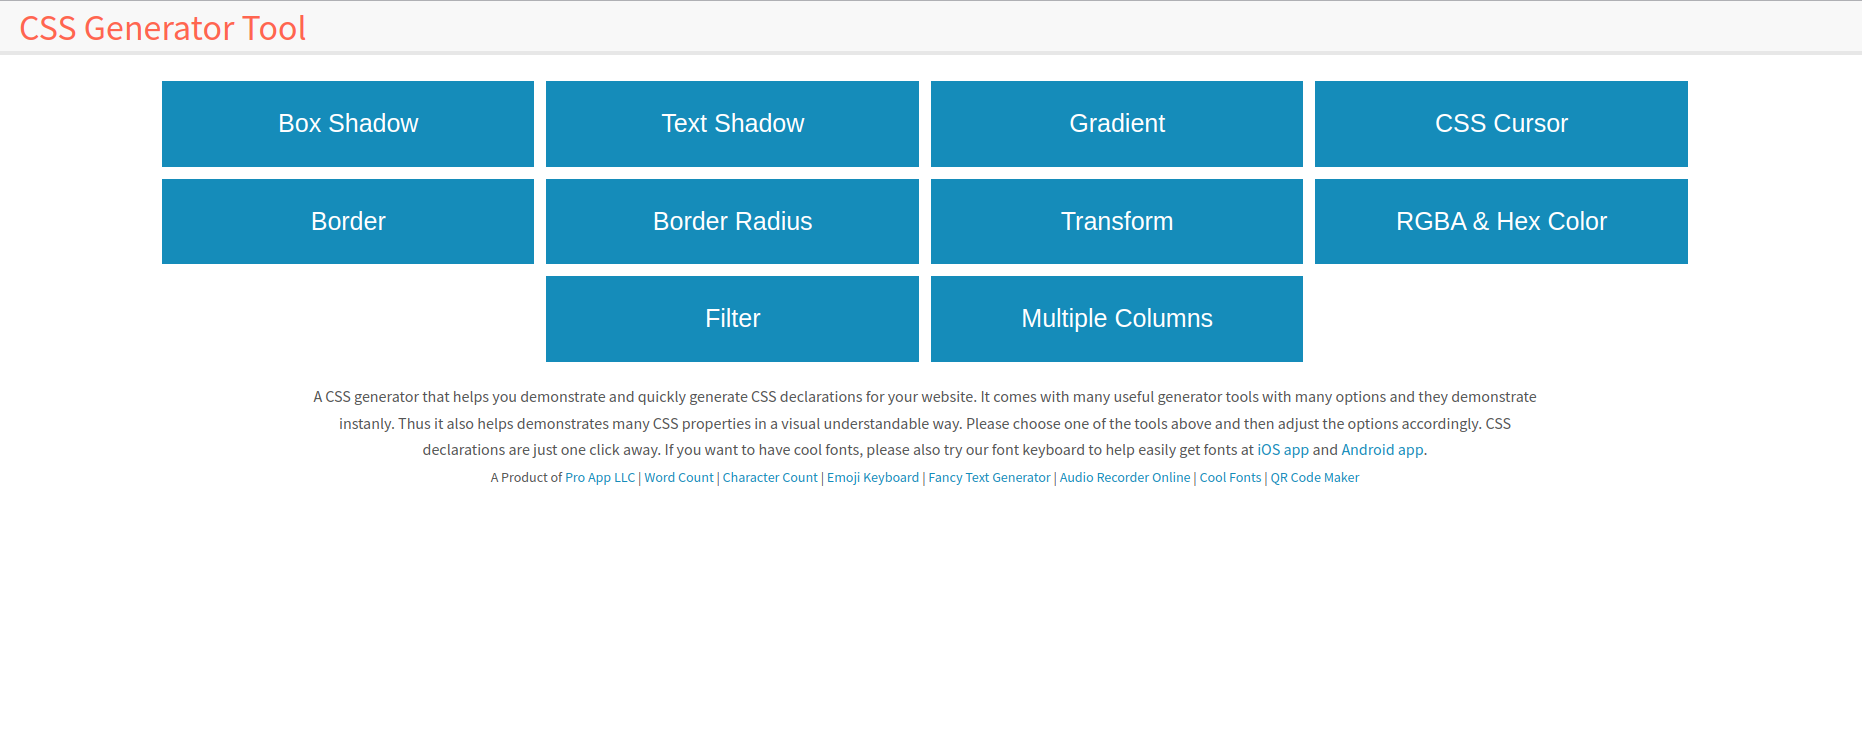 CSS Generator Tool
Box Shadow
Text Shadow
Gradient
CSS Cursor
Border
Border Radius
Transform
RGBA & Hex Color
Filter
Multiple Columns
A CSS generator that helps you demonstrate and quickly generate CSS declarations for your website. It comes with many useful generator tools with many options and they demonstrate
instanly. Thus it also helps demonstrates many CSS properties in a visual understandable way. Please choose one of the tools above and then adjust the options accordingly. CSS
declarations are just one click away. If you want to have cool fonts, please also try our font keyboard to help easily get fonts at iOS app and Android app.
A Product of Pro App LLC | Word Count | Character Count | Emoji Keyboard | Fancy Text Generator | Audio Recorder Online | Cool Fonts | QR Code Maker